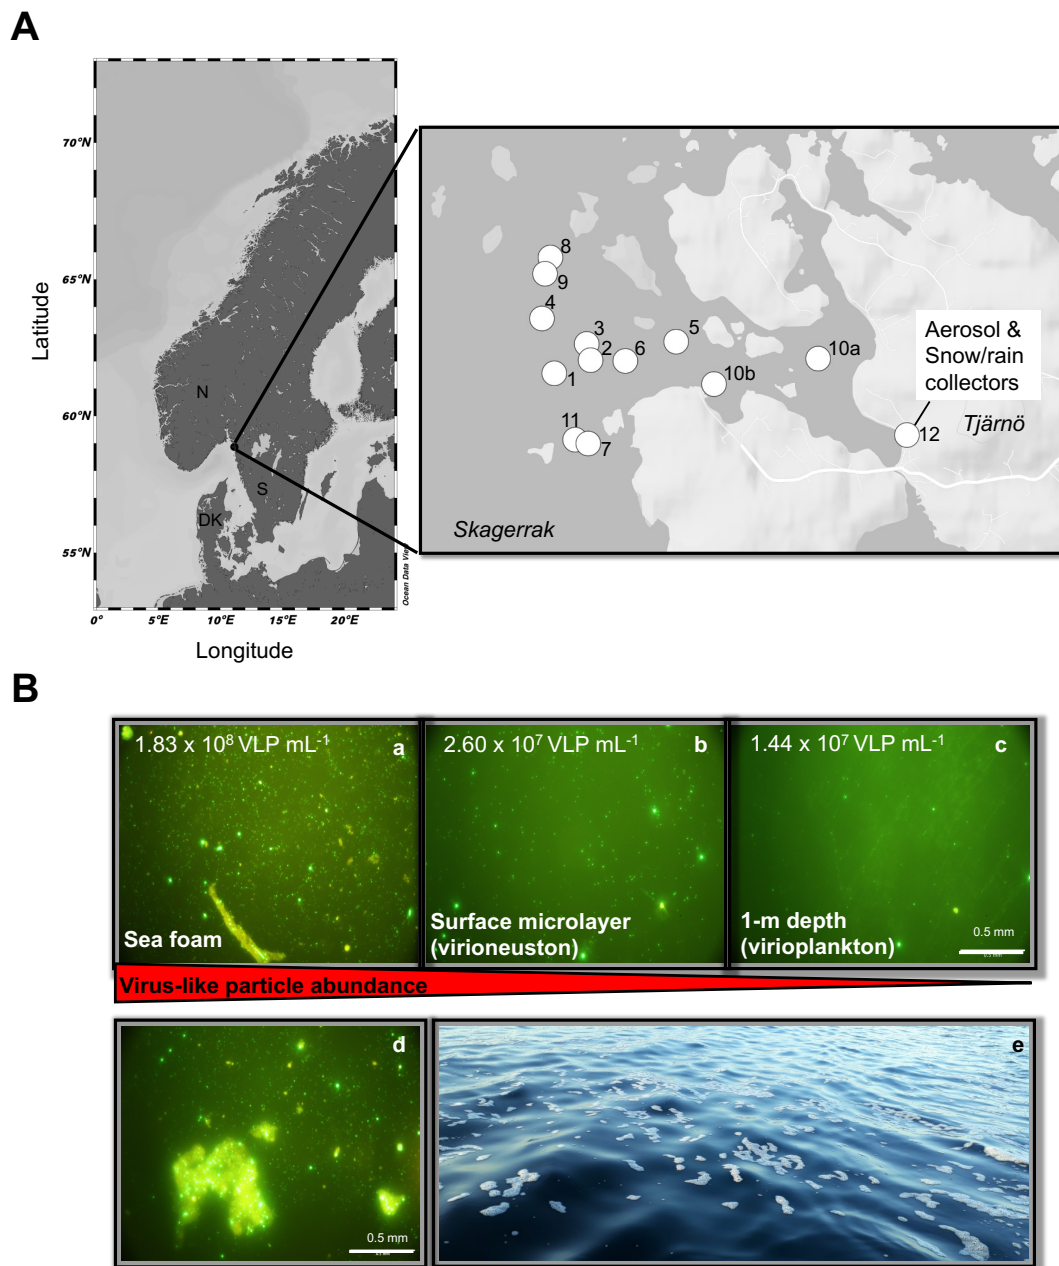 A
70°N
65°N
60°N
55°N
Latitude
0°
5°E
10°E
15°E
20°E
Longitude
N
S
DK
Ocean Data View
8
9
4
3
2
5
6
1
10a
10b
11
7
12
Aerosol &
Snow/rain
collectors
Tjärnö
Skagerrak
B
1.83 x 10⁸ VLP mL⁻¹
a
Sea foam
2.60 x 10⁷ VLP mL⁻¹
b
Surface microlayer
(virioneuston)
1.44 x 10⁷ VLP mL⁻¹
c
1-m depth
(virioplankton)
0.5 mm
0.5 mm
Virus-like particle abundance
d
0.5 mm
e